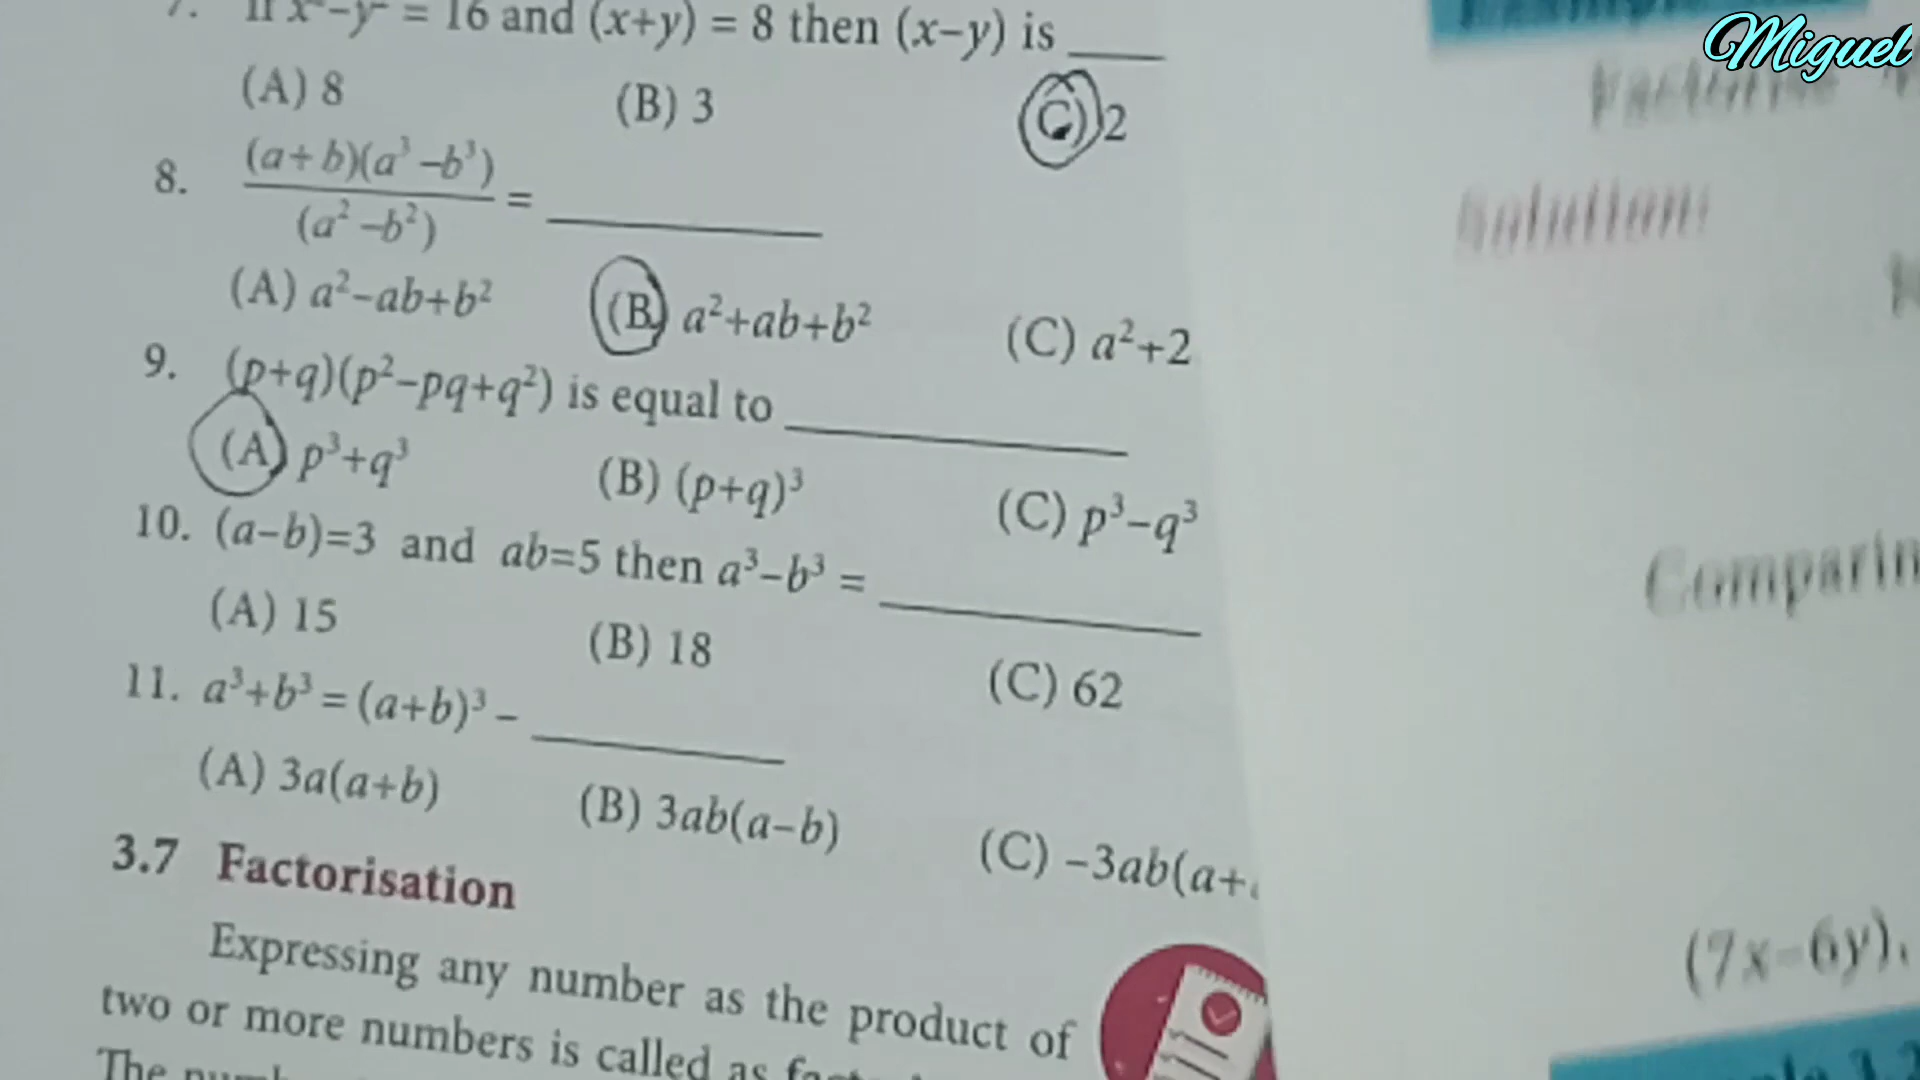 7. If x²-y² = 16 and (x+y) = 8 then (x-y) is ____
(A) 8 (B) 3 (C) 2
8. (a+b)(a³-b³) / (a²-b²) = ____
(A) a²-ab+b² (B) a²+ab+b² (C) a²+2
9. (p+q)(p²-pq+q²) is equal to ____
(A) p³+q³ (B) (p+q)³ (C) p³-q³
10. (a-b)=3 and ab=5 then a³-b³ = ____
(A) 15 (B) 18 (C) 62
11. a³+b³ = (a+b)³ - ____
(A) 3a(a+b) (B) 3ab(a-b) (C) -3ab(a+
3.7 Factorisation
Expressing any number as the product of
two or more numbers is called as
The
Miguel
Solution:
Comparin
(7x-6y),